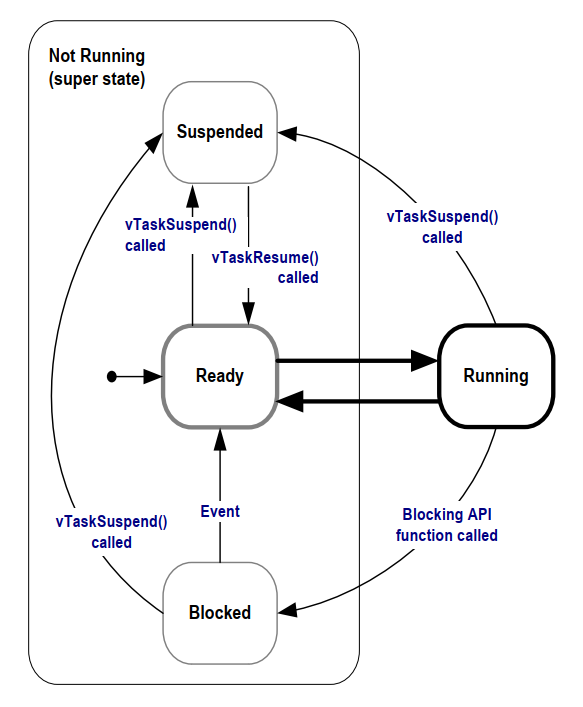 Not Running
(super state)
Suspended
vTaskSuspend()
called
vTaskResume()
called
vTaskSuspend()
called
Ready
Running
Event
vTaskSuspend()
called
Blocking API
function called
Blocked